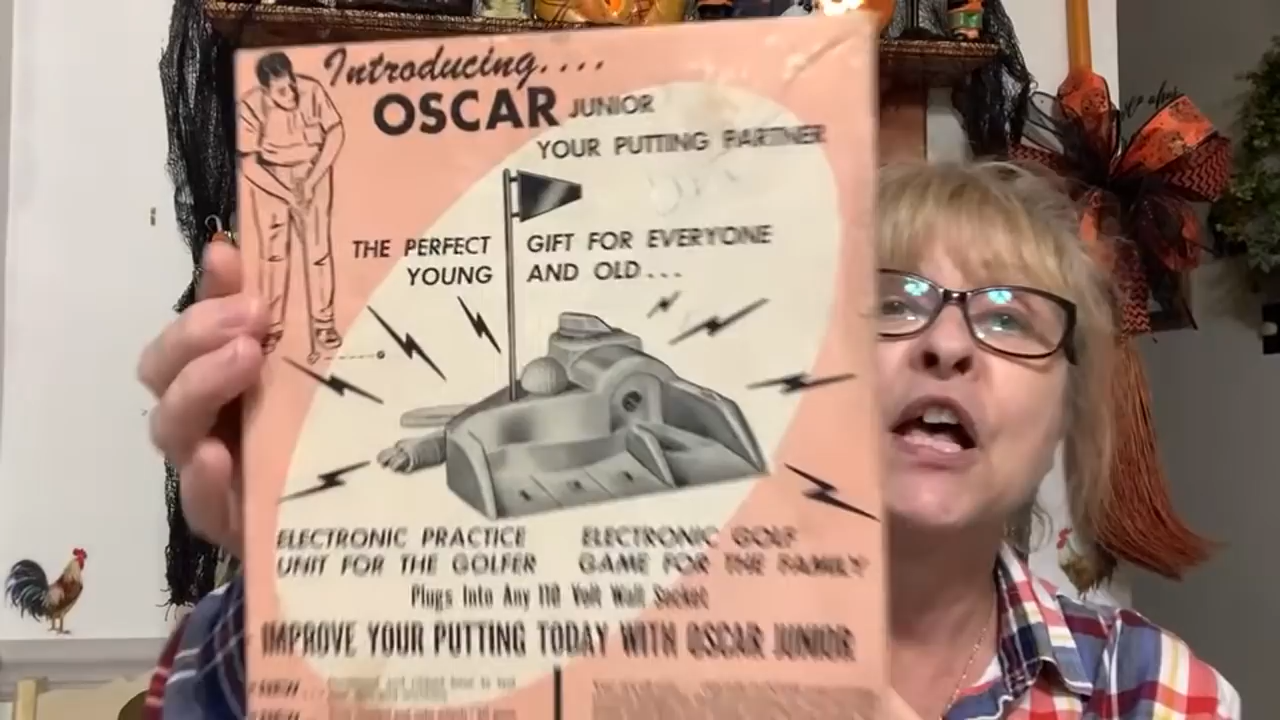 Introducing....
OSCAR JUNIOR
YOUR PUTTING PARTNER
THE PERFECT GIFT FOR EVERYONE
YOUNG AND OLD...
ELECTRONIC PRACTICE
UNIT FOR THE GOLFER
ELECTRONIC GOLF
GAME FOR THE FAMILY
Plugs Into Any 110 Volt Wall Socket
IMPROVE YOUR PUTTING TODAY WITH OSCAR JUNIOR